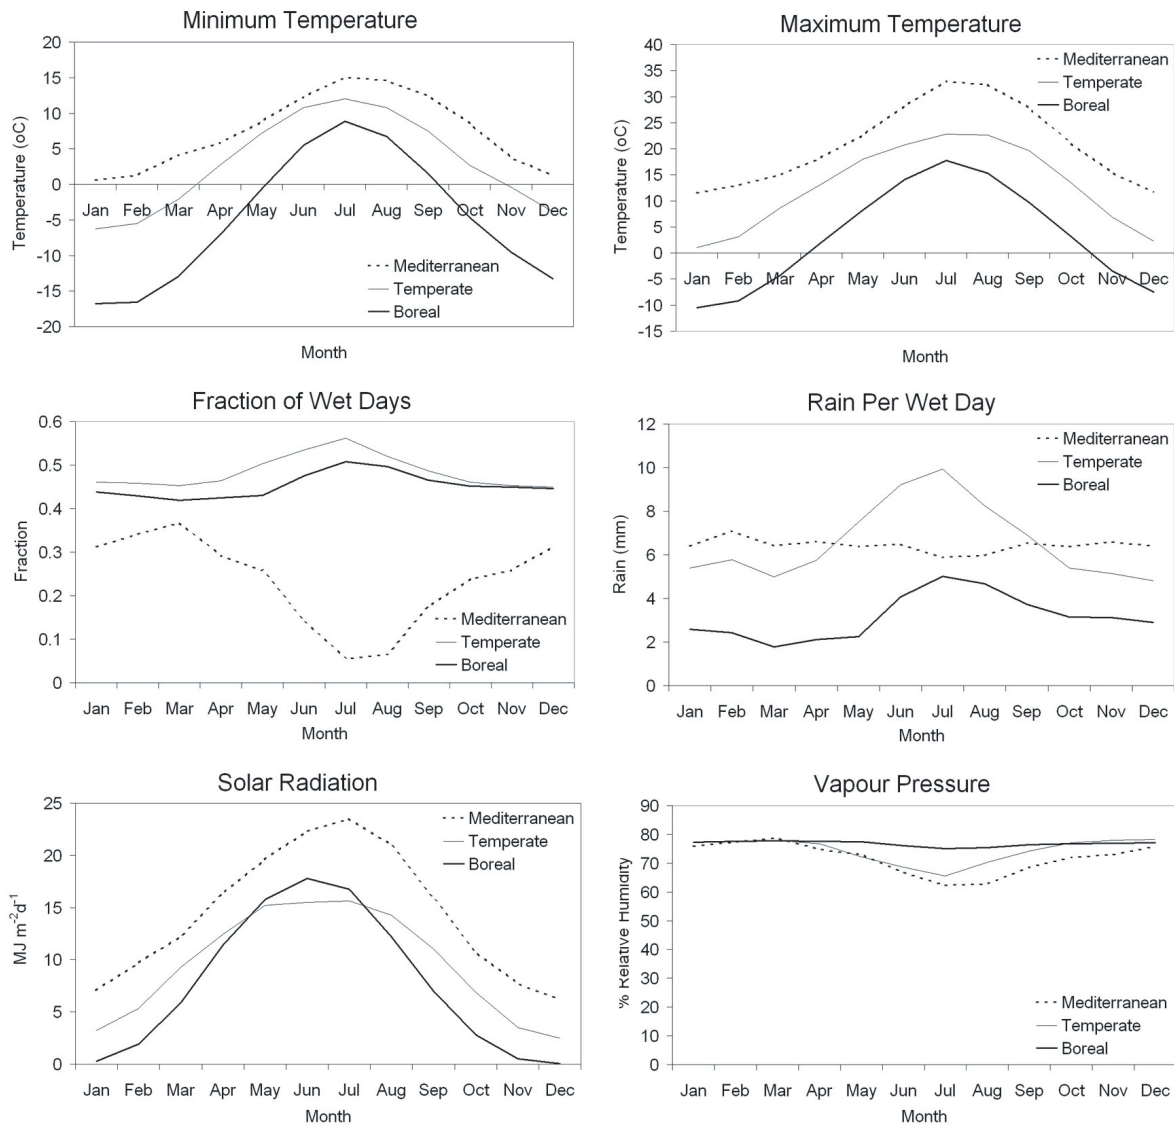 Minimum Temperature
20
15
10
5
0
-5
-10
-15
-20
Temperature (oC)
Jan Feb Mar Apr May Jun Jul Aug Sep Oct Nov Dec
Mediterranean
Temperate
Boreal
Month
Maximum Temperature
40
35
30
25
20
15
10
5
0
-5
-10
-15
Temperature (oC)
Mediterranean
Temperate
Boreal
Jan Feb Mar Apr May Jun Jul Aug Sep Oct Nov Dec
Month
Fraction of Wet Days
0.6
0.5
0.4
0.3
0.2
0.1
0
Fraction
Mediterranean
Temperate
Boreal
Jan Feb Mar Apr May Jun Jul Aug Sep Oct Nov Dec
Month
Rain Per Wet Day
12
10
8
6
4
2
0
Rain (mm)
Mediterranean
Temperate
Boreal
Jan Feb Mar Apr May Jun Jul Aug Sep Oct Nov Dec
Month
Solar Radiation
25
20
15
10
5
0
MJ m⁻²d⁻¹
Mediterranean
Temperate
Boreal
Jan Feb Mar Apr May Jun Jul Aug Sep Oct Nov Dec
Month
Vapour Pressure
90
80
70
60
50
40
30
20
10
0
% Relative Humidity
Mediterranean
Temperate
Boreal
Jan Feb Mar Apr May Jun Jul Aug Sep Oct Nov Dec
Month